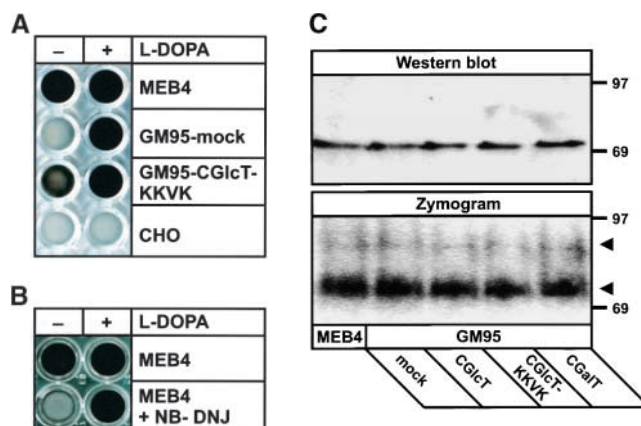 A
– + L-DOPA
MEB4
GM95-mock
GM95-CGlcT-
KKVK
CHO
B
– + L-DOPA
MEB4
MEB4
+ NB- DNJ
C
Western blot
97
69
Zymogram
97
69
MEB4 GM95
mock
CGlcT
CGlcT-
KKVK
CGalT